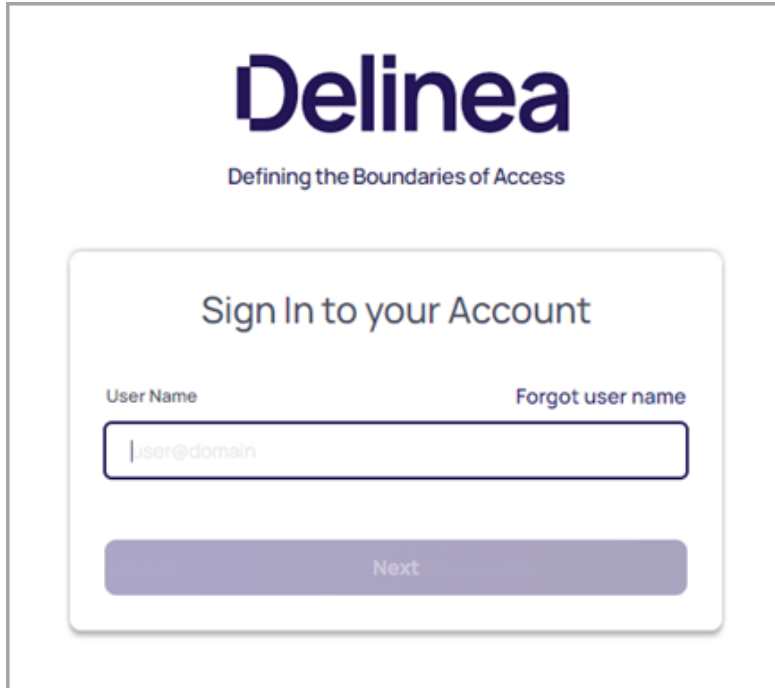 Delinea
Defining the Boundaries of Access
Sign In to your Account
User Name Forgot user name
user@domain
Next